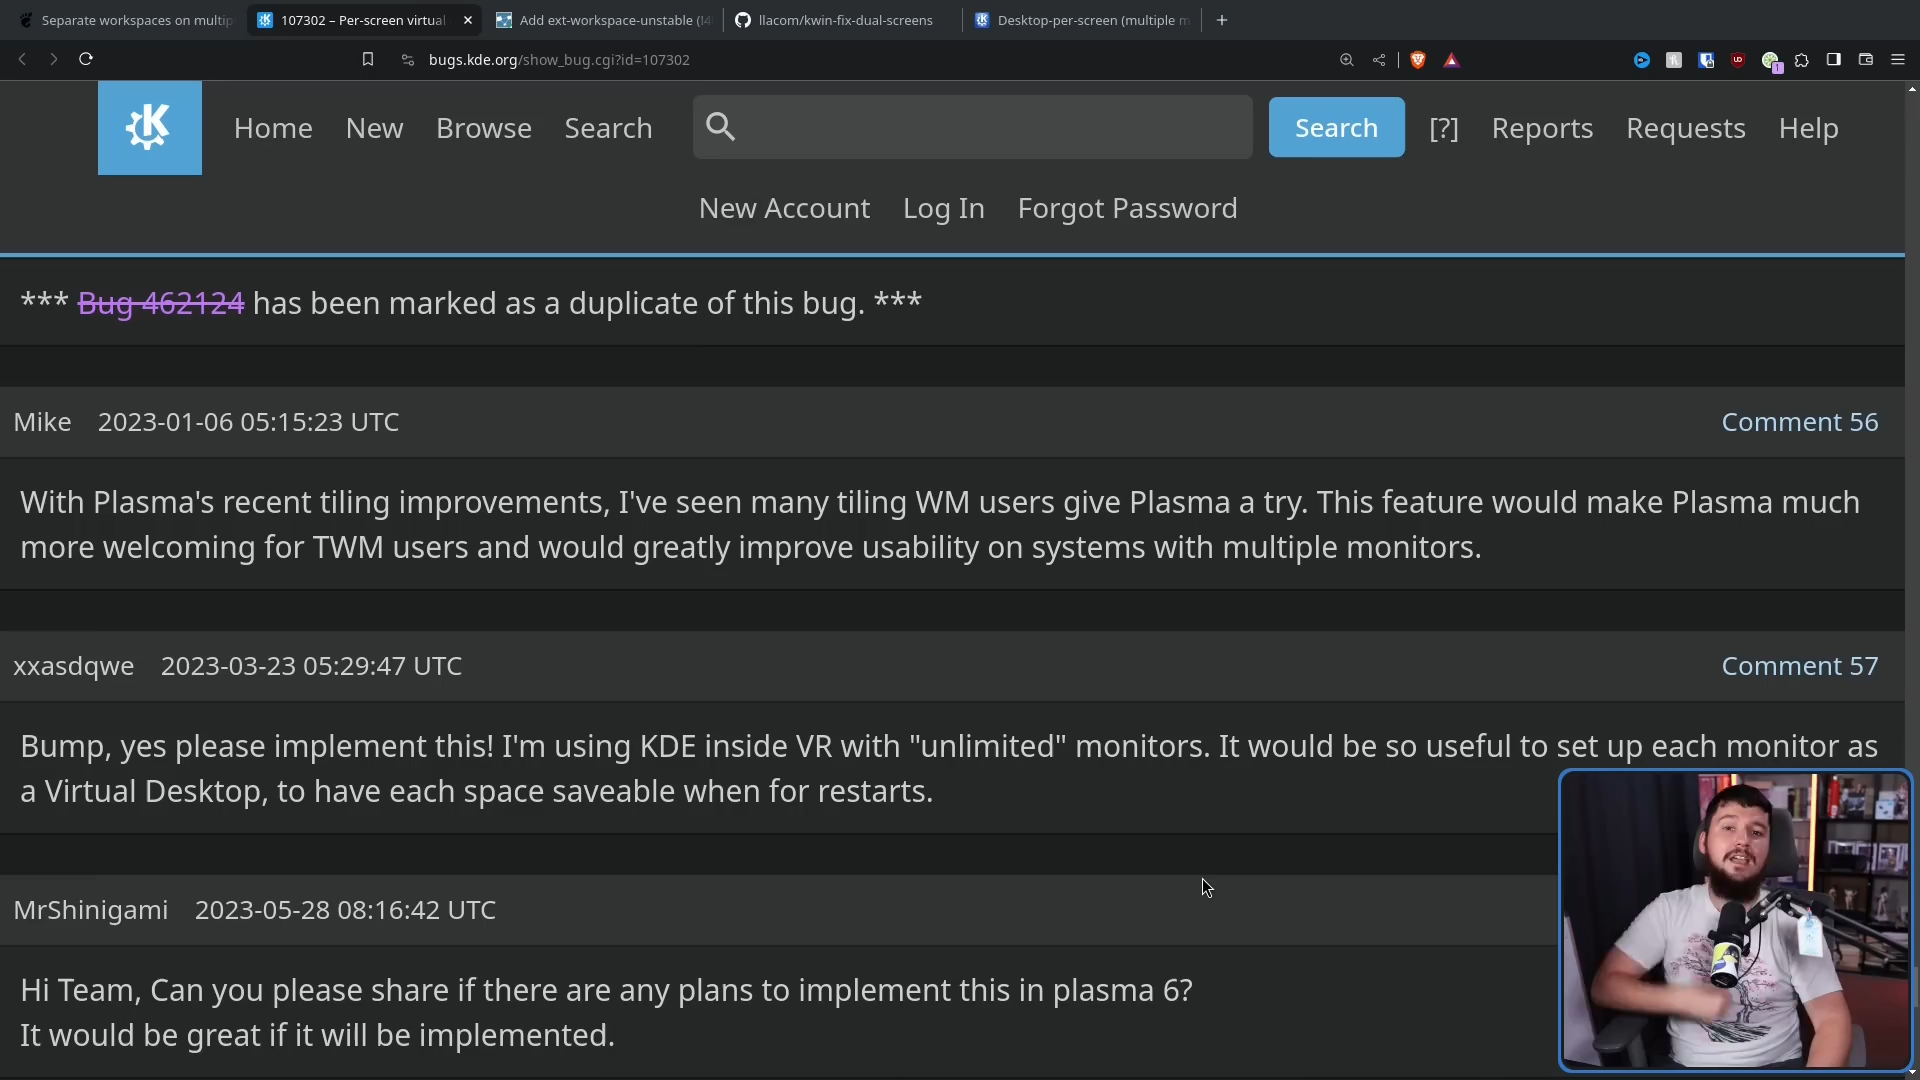 Separate workspaces on multip
107302 – Per-screen virtual
Add ext-workspace-unstable (!4
llacom/kwin-fix-dual-screens
Desktop-per-screen (multiple m
bugs.kde.org/show_bug.cgi?id=107302
Home New Browse Search Search [?] Reports Requests Help
New Account Log In Forgot Password
*** Bug 462124 has been marked as a duplicate of this bug. ***
Mike 2023-01-06 05:15:23 UTC Comment 56
With Plasma's recent tiling improvements, I've seen many tiling WM users give Plasma a try. This feature would make Plasma much
more welcoming for TWM users and would greatly improve usability on systems with multiple monitors.
xxasdqwe 2023-03-23 05:29:47 UTC Comment 57
Bump, yes please implement this! I'm using KDE inside VR with "unlimited" monitors. It would be so useful to set up each monitor as
a Virtual Desktop, to have each space saveable when for restarts.
MrShinigami 2023-05-28 08:16:42 UTC
Hi Team, Can you please share if there are any plans to implement this in plasma 6?
It would be great if it will be implemented.